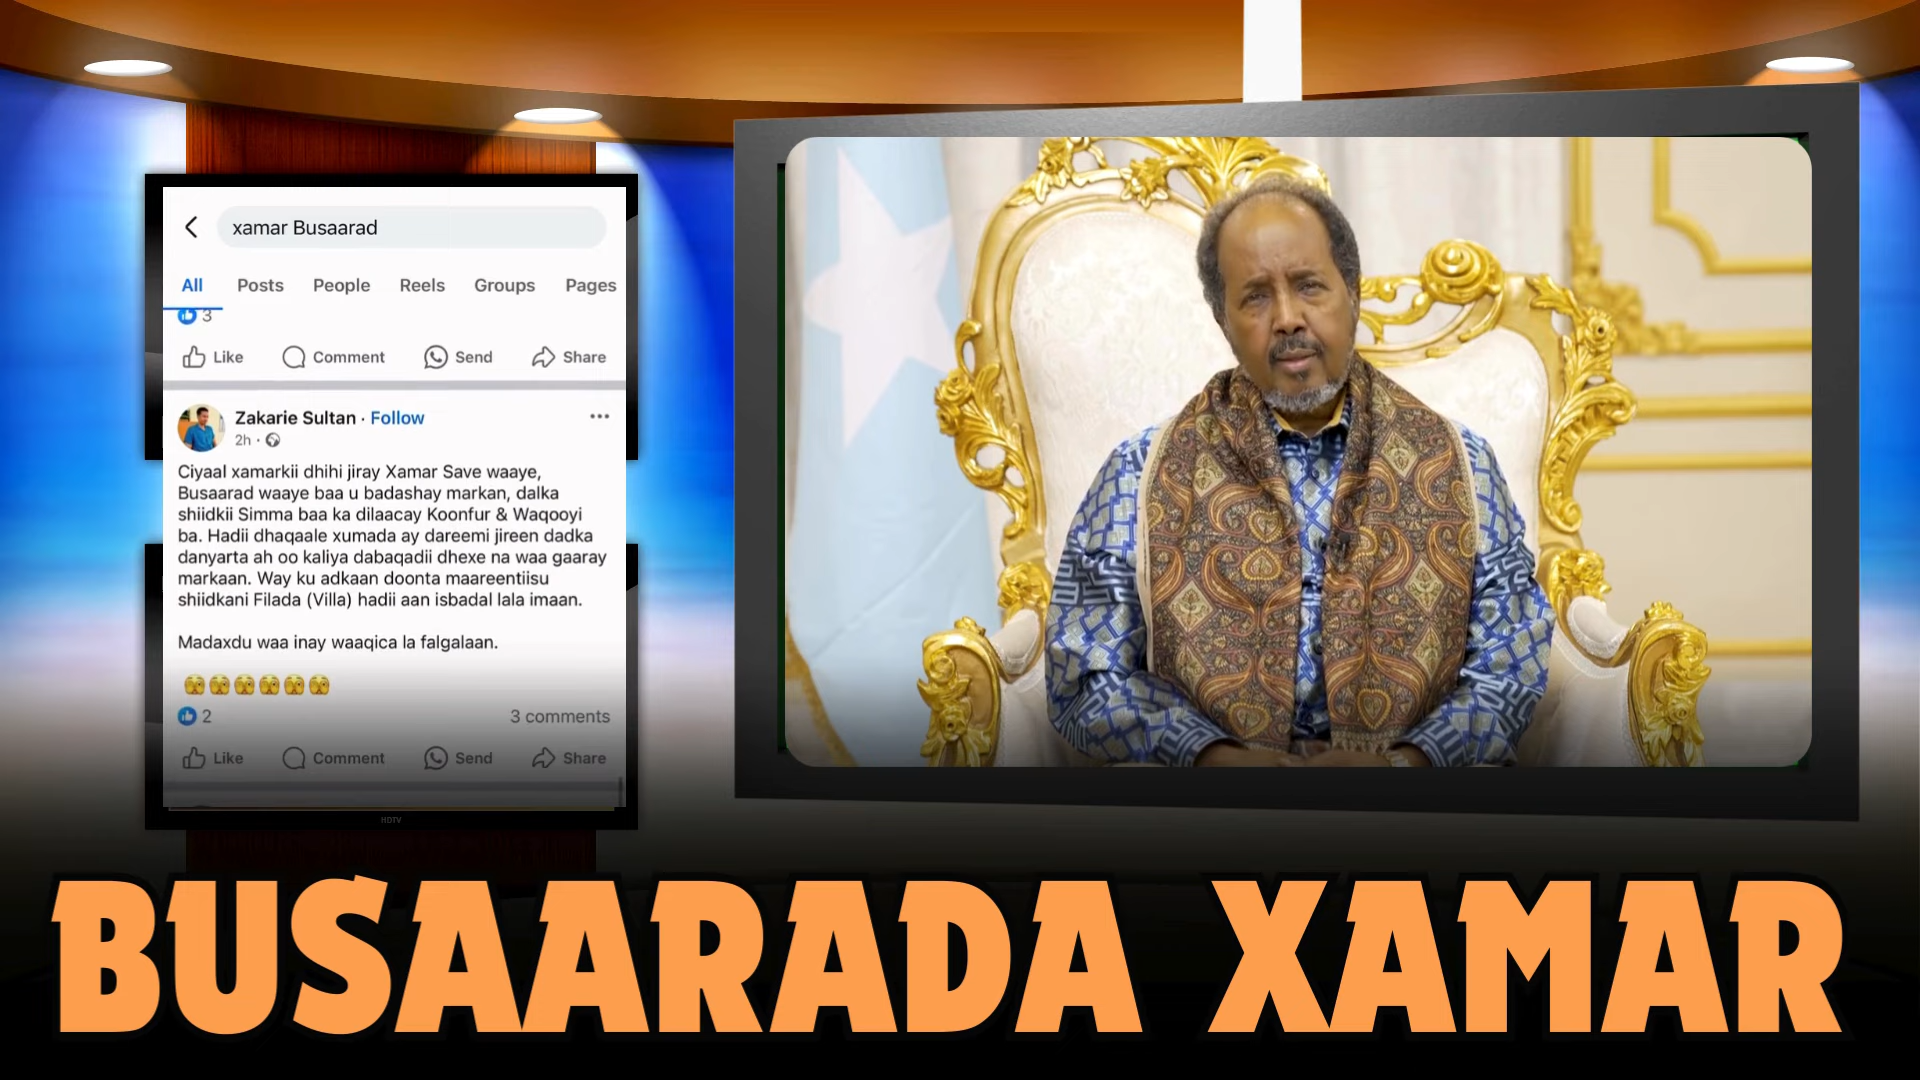 xamar Busaarad
All Posts People Reels Groups Pages
3
Like Comment Send Share
Zakarie Sultan · Follow
2h ·
Ciyaal xamarkii dhihi jiray Xamar Save waaye,
Busaarad waaye baa u badashay markan, dalka
shiidkii Simma baa ka dilaacay Koonfur & Waqooyi
ba. Hadii dhaqaale xumada ay dareemi jireen dadka
danyarta ah oo kaliya dabaqadii dhexe na waa gaaray
markaan. Way ku adkaan doonta maareentiisu
shiidkani Filada (Villa) hadii aan isbadal lala imaan.
Madaxdu waa inay waaqica la falgalaan.
2 3 comments
Like Comment Send Share
HDTV
BUSAARADA XAMAR